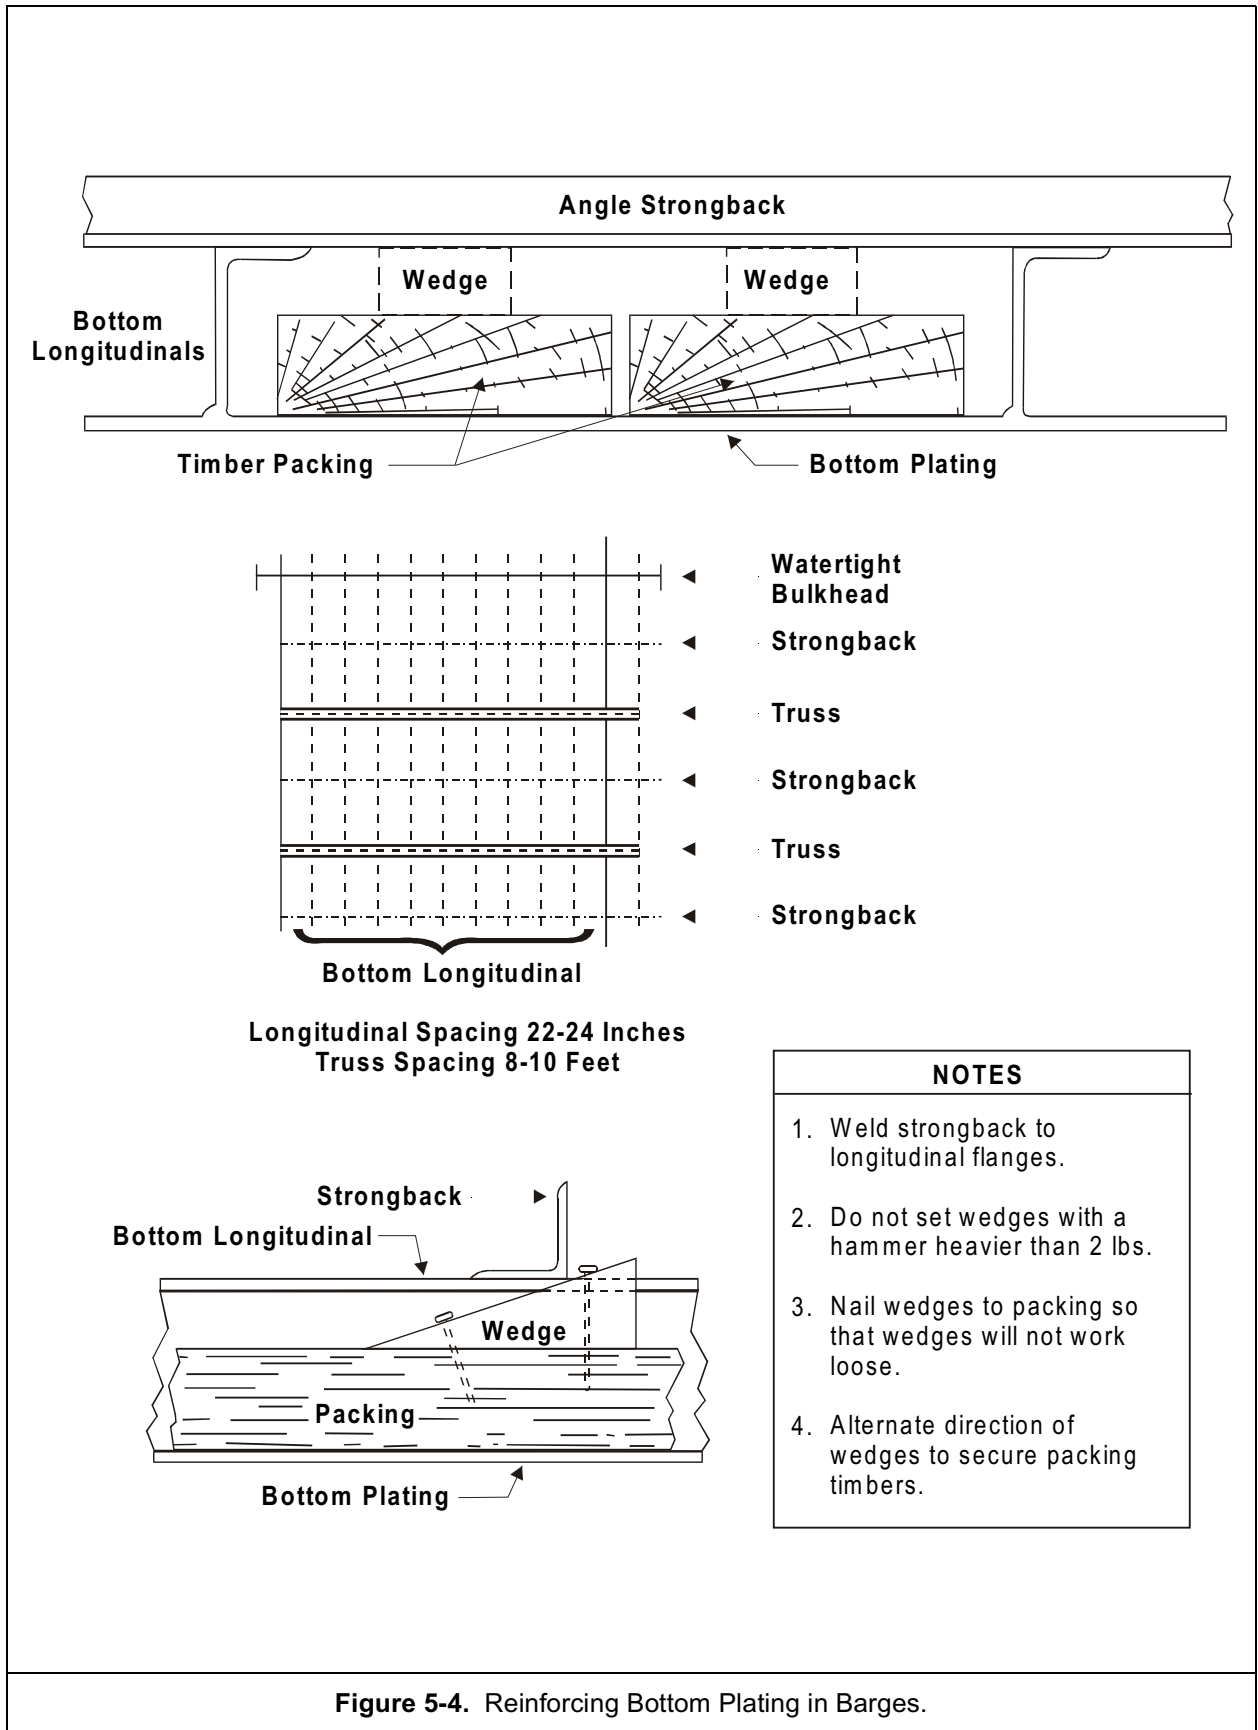 Angle Strongback
Wedge
Wedge
Bottom
Longitudinals
Timber Packing
Bottom Plating
Watertight
Bulkhead
Strongback
Truss
Strongback
Truss
Strongback
Bottom Longitudinal
Longitudinal Spacing 22-24 Inches
Truss Spacing 8-10 Feet
Strongback
Bottom Longitudinal
Wedge
Packing
Bottom Plating
NOTES
1. Weld strongback to
longitudinal flanges.
2. Do not set wedges with a
hammer heavier than 2 lbs.
3. Nail wedges to packing so
that wedges will not work
loose.
4. Alternate direction of
wedges to secure packing
timbers.
Figure 5-4. Reinforcing Bottom Plating in Barges.